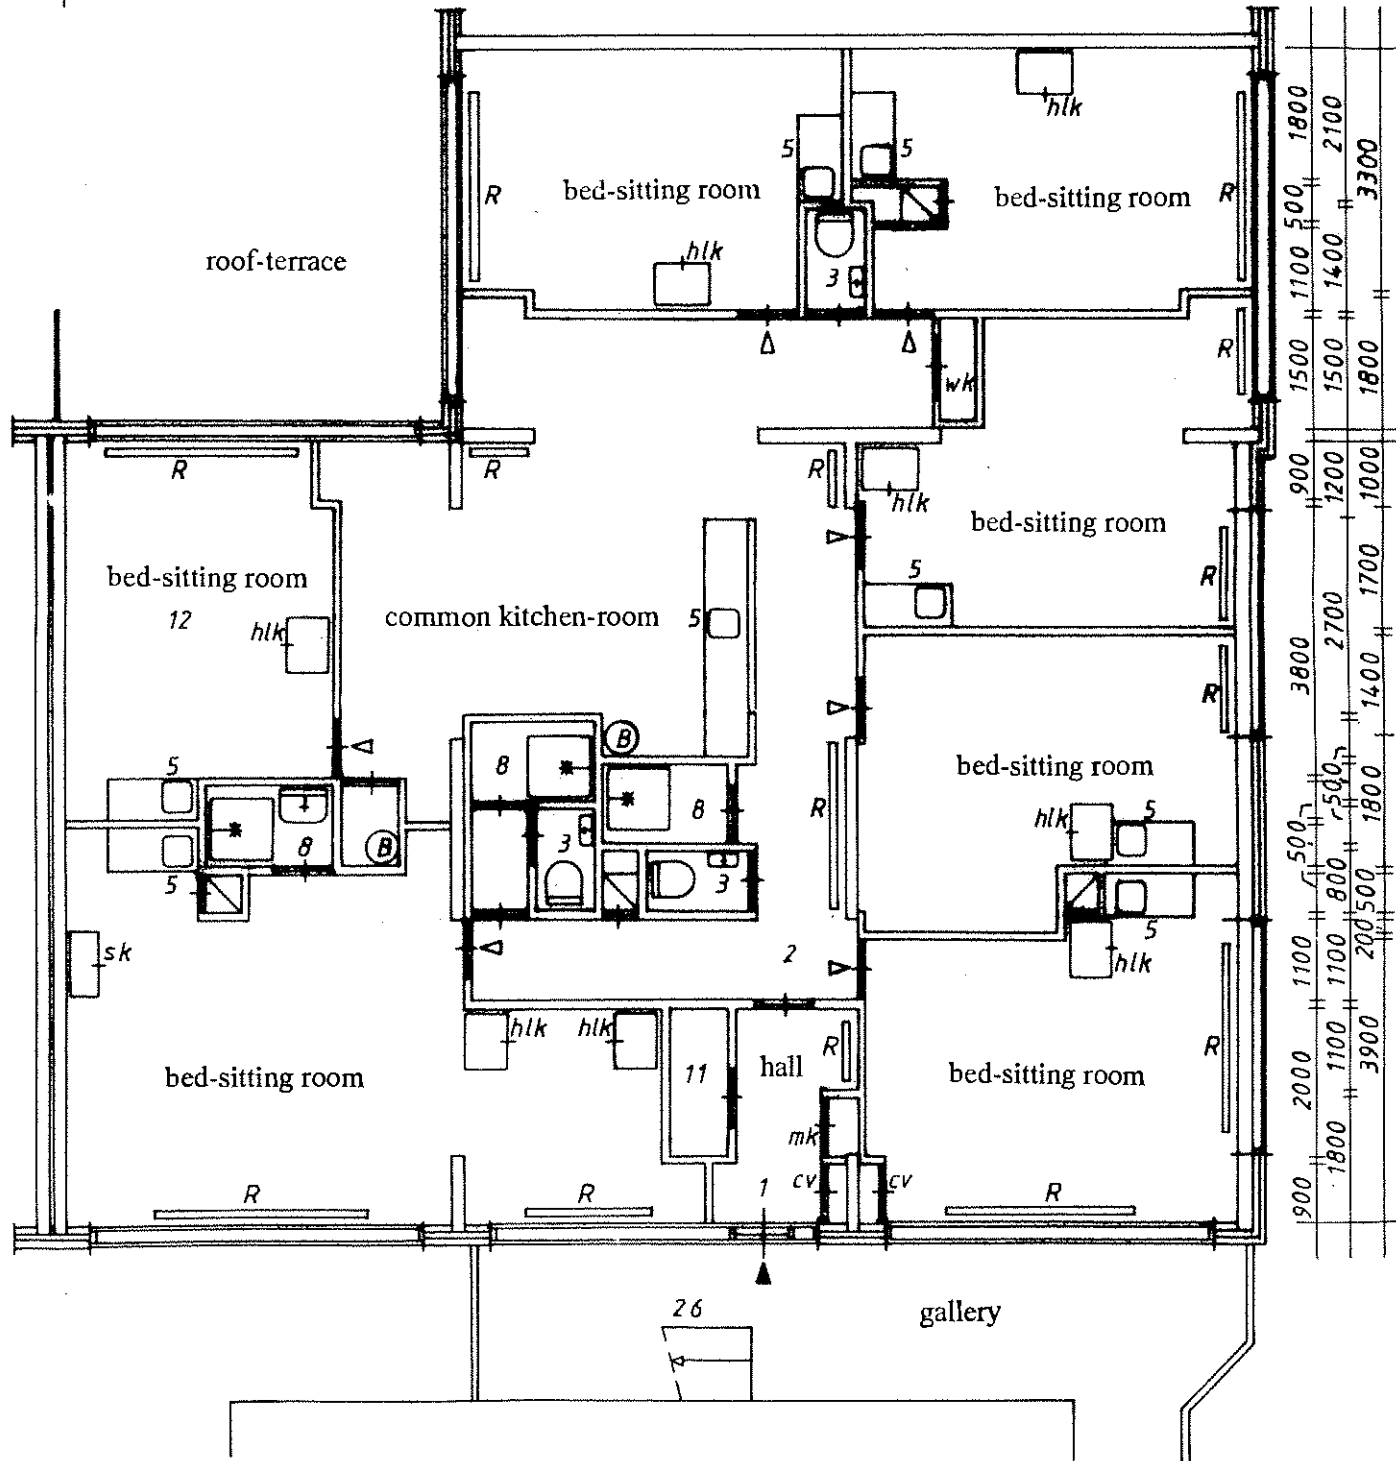 hlk
5
5
R
bed-sitting room
bed-sitting room
R
roof-terrace
hlk
3
R
wk
R
R
R
hlk
bed-sitting room
bed-sitting room
12
5
R
hlk
common kitchen-room
5
R
B
8
bed-sitting room
5
8
R
hlk
5
8
B
3
3
5
5
sk
2
hlk
hlk
hlk
R
R
11
hall
bed-sitting room
bed-sitting room
mk
R
R
1
cv
cv
R
26
gallery
1800
500
1100
1500
900
3800
500
1100
2000
900
2100
1400
1500
1200
2700
500
800
1100
1100
1800
3300
1800
1000
1700
1400
1800
500
200
3900